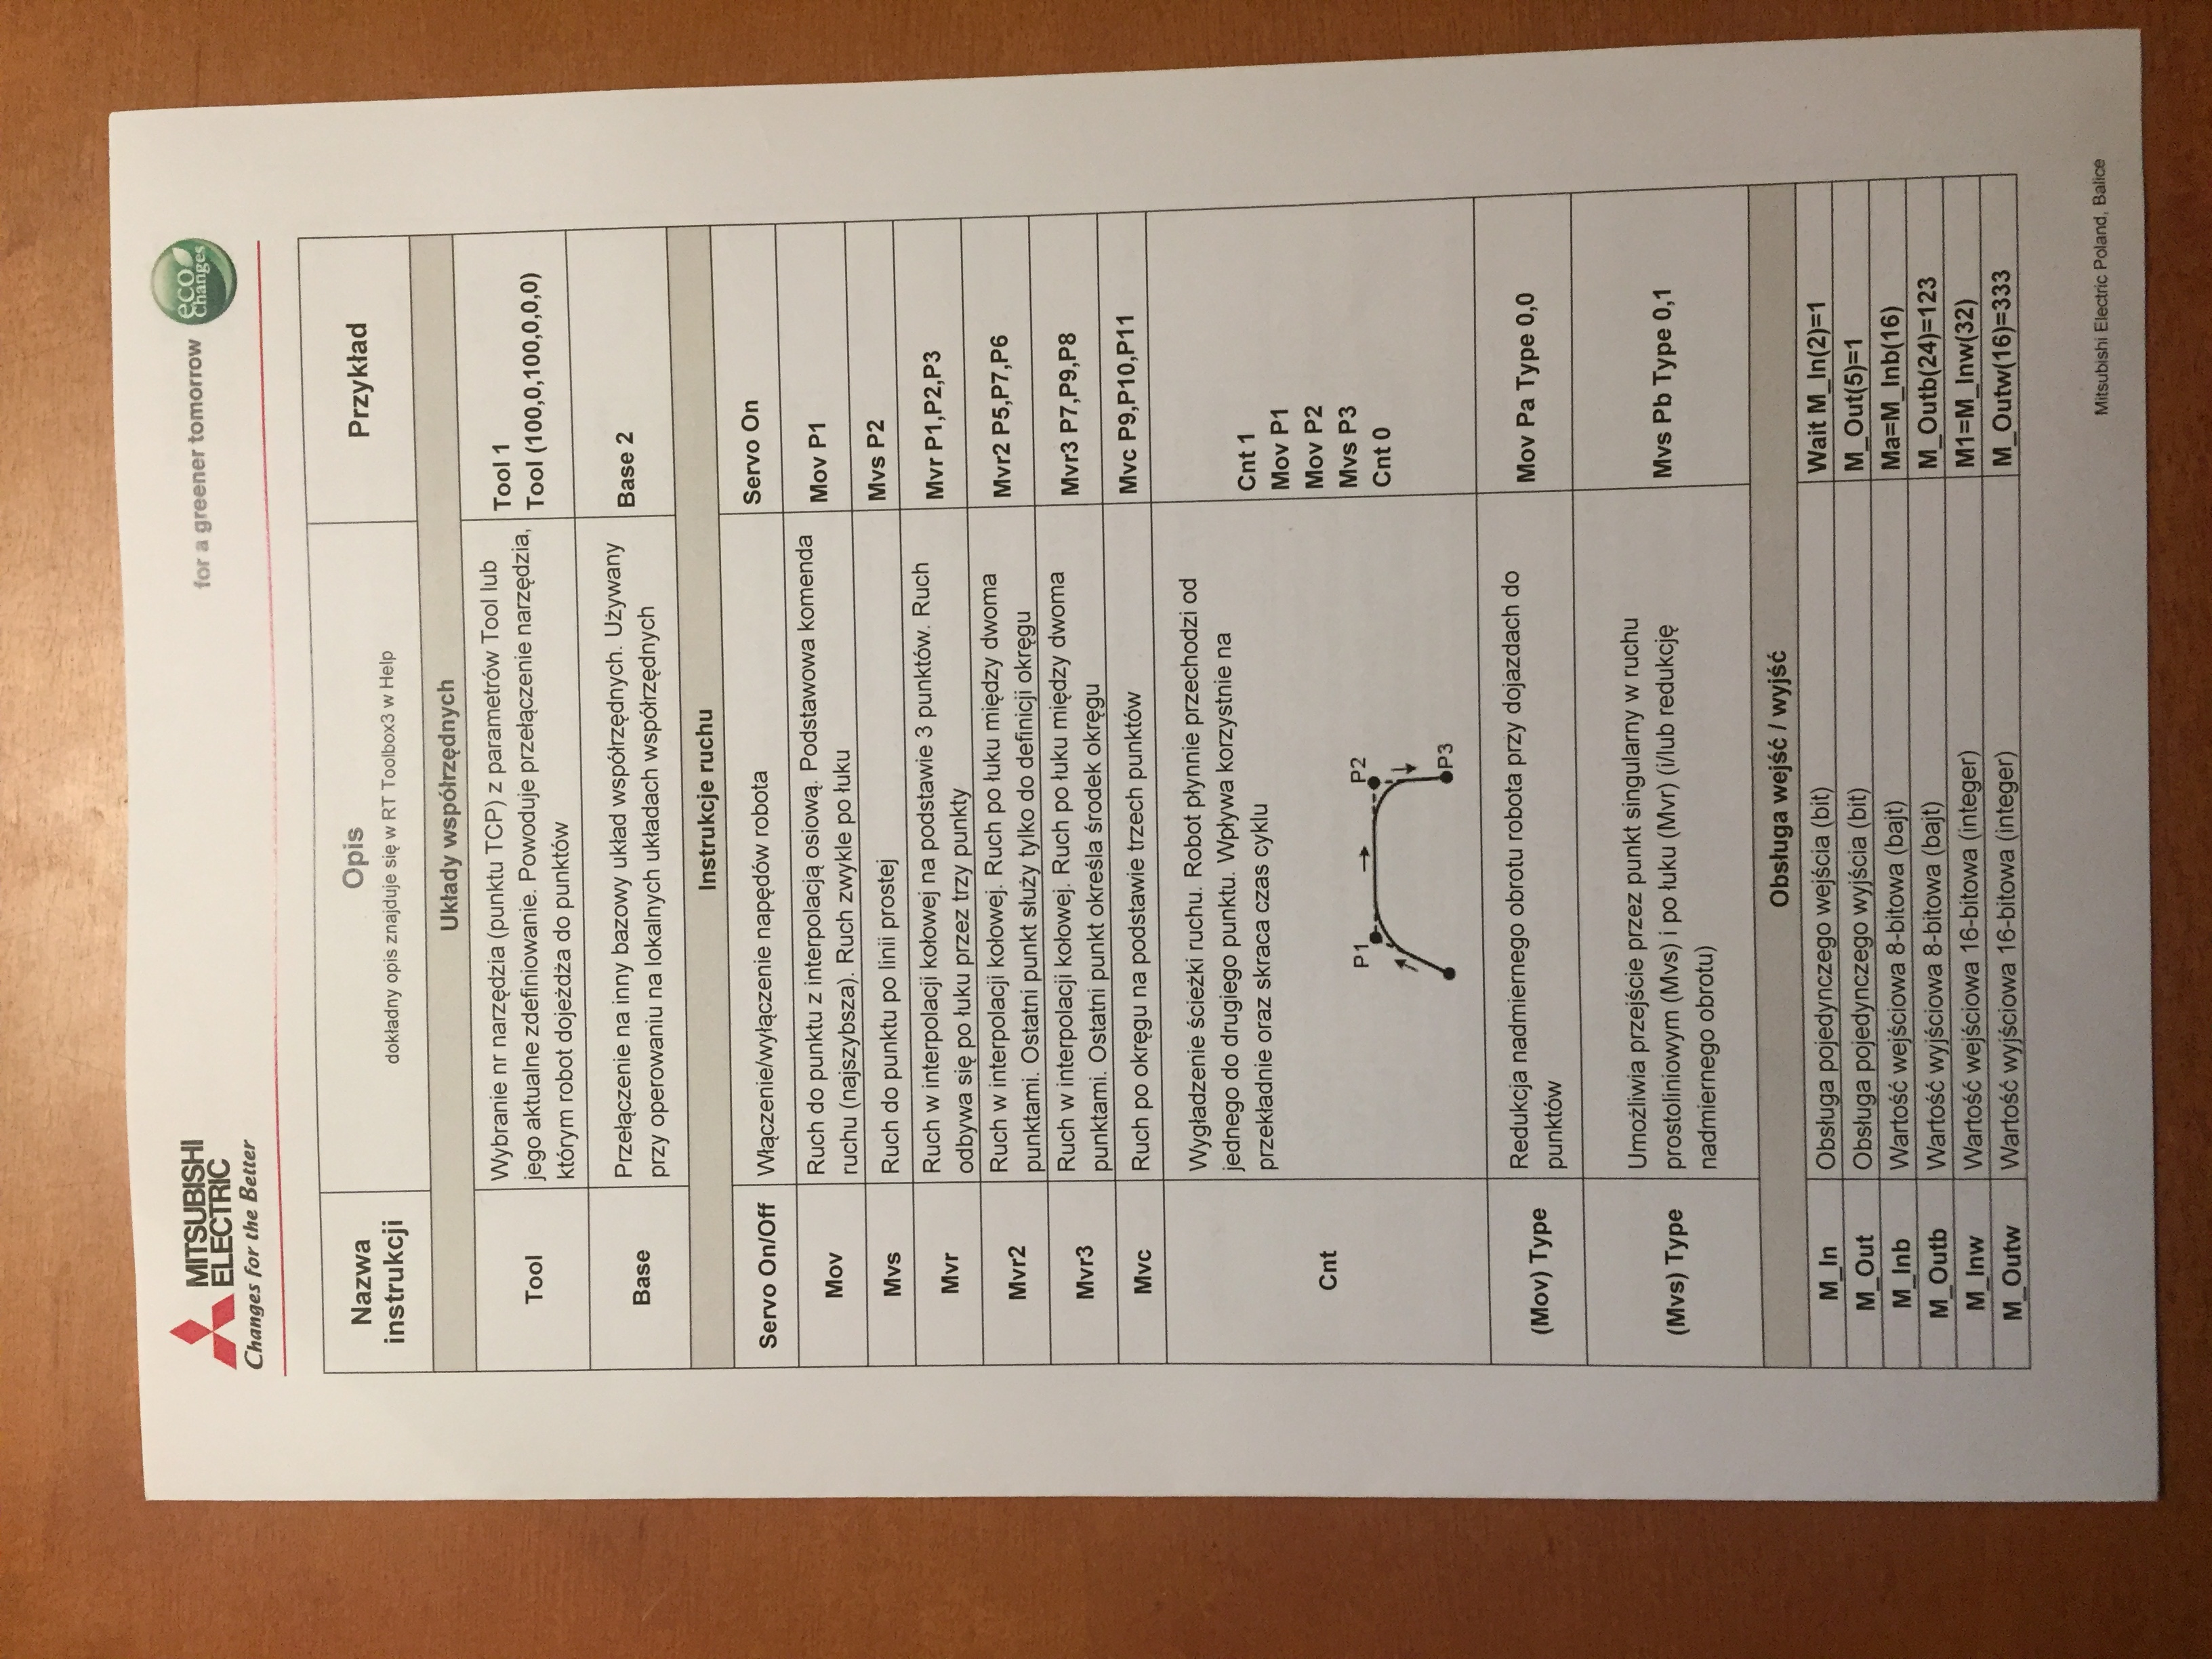 MITSUBISHI
ELECTRIC
Changes for the Better
for a greener tomorrow
eco
Changes
Nazwa
instrukcji
Opis
dokładny opis znajduje się w RT Toolbox3 w Help
Przykład
Układy współrzędnych
Tool
Wybranie nr narzędzia (punktu TCP) z parametrów Tool lub
jego aktualne zdefiniowanie. Powoduje przełączenie narzędzia,
którym robot dojeżdża do punktów
Tool 1
Tool (100,0,100,0,0,0)
Base
Przełączenie na inny bazowy układ współrzędnych. Używany
przy operowaniu na lokalnych układach współrzędnych
Base 2
Instrukcje ruchu
Servo On/Off
Włączenie/wyłączenie napędów robota
Servo On
Mov
Ruch do punktu z interpolacją osiową. Podstawowa komenda
ruchu (najszybsza). Ruch zwykle po łuku
Mov P1
Mvs
Ruch do punktu po linii prostej
Mvs P2
Mvr
Ruch w interpolacji kołowej na podstawie 3 punktów. Ruch
odbywa się po łuku przez trzy punkty
Mvr P1,P2,P3
Mvr2
Ruch w interpolacji kołowej. Ruch po łuku między dwoma
punktami. Ostatni punkt służy tylko do definicji okręgu
Mvr2 P5,P7,P6
Mvr3
Ruch w interpolacji kołowej. Ruch po łuku między dwoma
punktami. Ostatni punkt określa środek okręgu
Mvr3 P7,P9,P8
Mvc
Ruch po okręgu na podstawie trzech punktów
Mvc P9,P10,P11
Cnt
Wygładzenie ścieżki ruchu. Robot płynnie przechodzi od
jednego do drugiego punktu. Wpływa korzystnie na
przekładnie oraz skraca czas cyklu
P1
P2
P3
Cnt 1
Mov P1
Mov P2
Mvs P3
Cnt 0
(Mov) Type
Redukcja nadmiernego obrotu robota przy dojazdach do
punktów
Mov Pa Type 0,0
(Mvs) Type
Umożliwia przejście przez punkt singularny w ruchu
prostoliniowym (Mvs) i po łuku (Mvr) (i/lub redukcję
nadmiernego obrotu)
Mvs Pb Type 0,1
Obsługa wejść / wyjść
M_In
Obsługa pojedynczego wejścia (bit)
Wait M_In(2)=1
M_Out
Obsługa pojedynczego wyjścia (bit)
M_Out(5)=1
M_Inb
Wartość wejściowa 8-bitowa (bajt)
Ma=M_Inb(16)
M_Outb
Wartość wyjściowa 8-bitowa (bajt)
M_Outb(24)=123
M_Inw
Wartość wejściowa 16-bitowa (integer)
M1=M_Inw(32)
M_Outw
Wartość wyjściowa 16-bitowa (integer)
M_Outw(16)=333
Mitsubishi Electric Poland, Balice